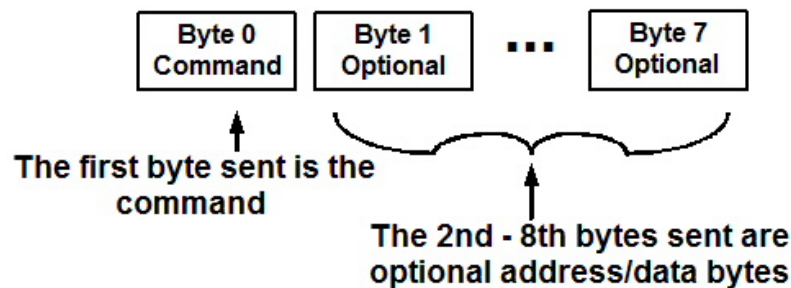 Byte 0
Command
Byte 1
Optional
...
Byte 7
Optional
The first byte sent is the
command
The 2nd - 8th bytes sent are
optional address/data bytes